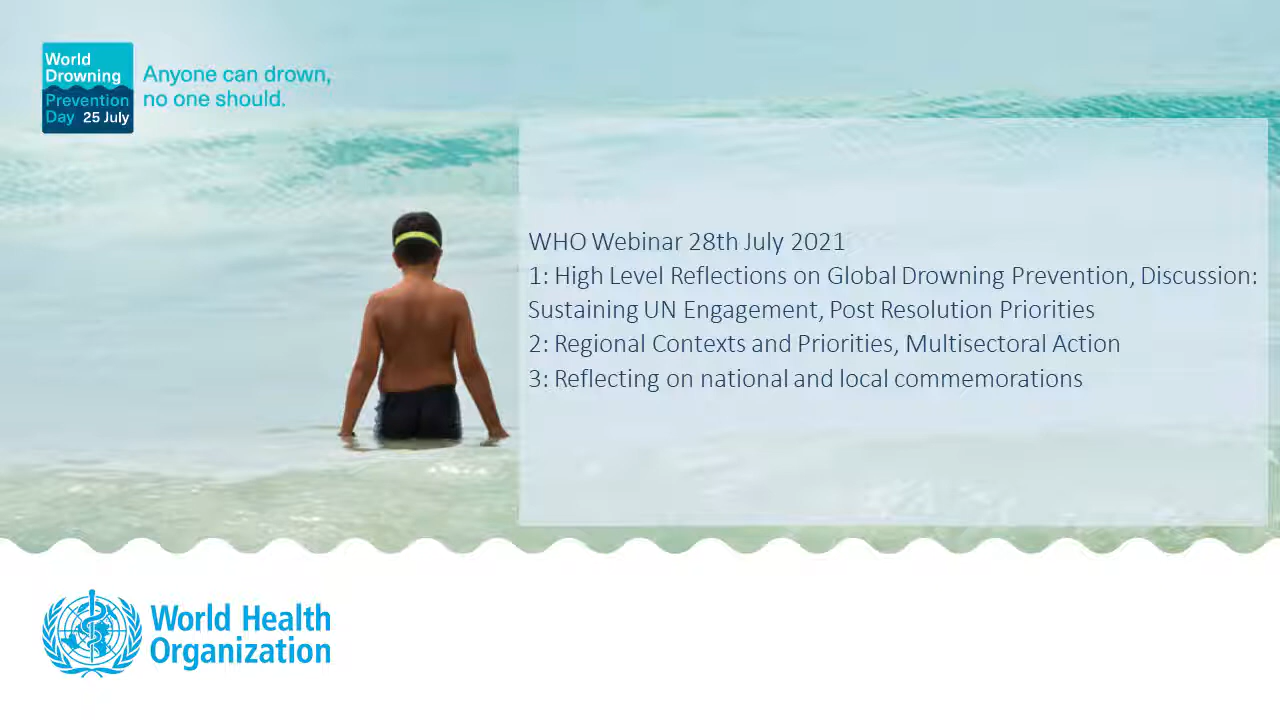 World
Drowning
Prevention
Day 25 July
Anyone can drown,
no one should.
WHO Webinar 28th July 2021
1: High Level Reflections on Global Drowning Prevention, Discussion:
Sustaining UN Engagement, Post Resolution Priorities
2: Regional Contexts and Priorities, Multisectoral Action
3: Reflecting on national and local commemorations
World Health
Organization